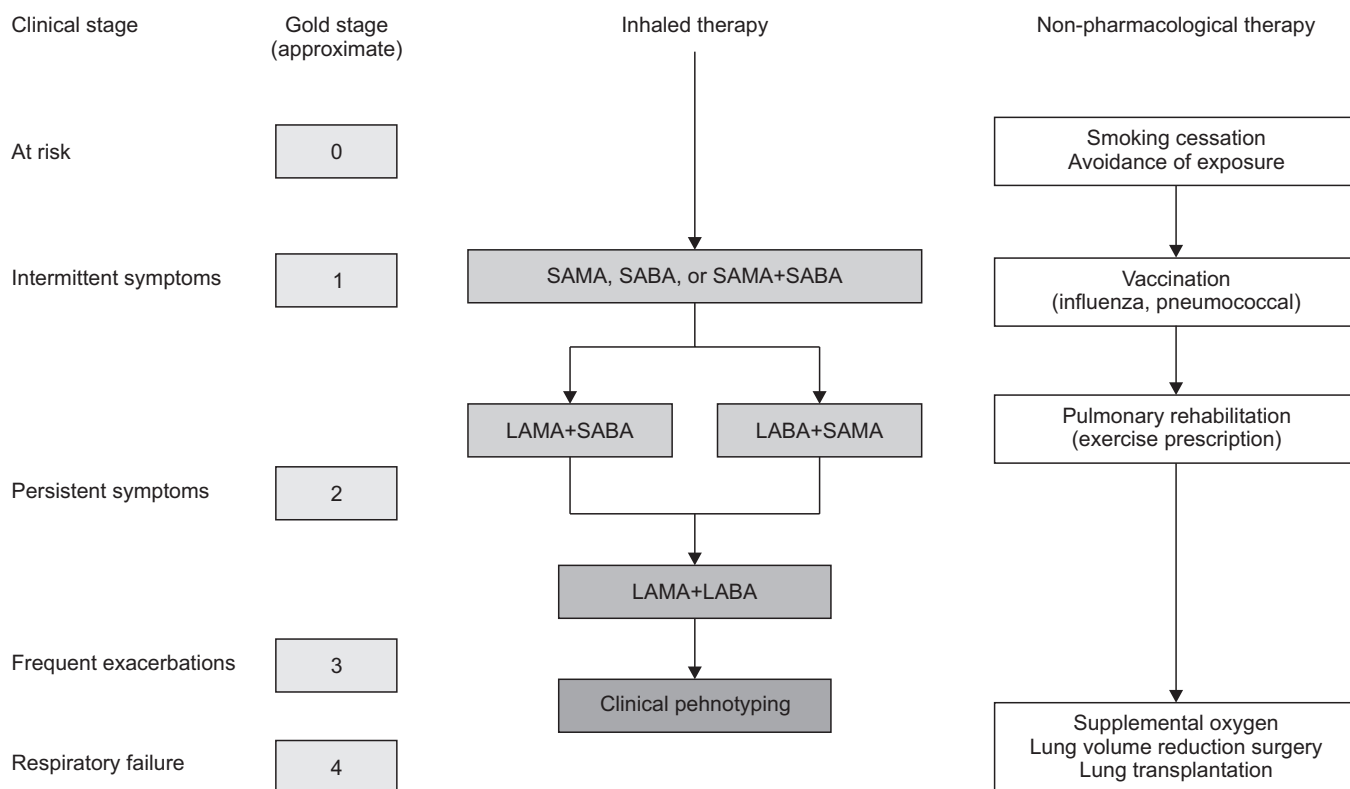 Clinical stage
Gold stage
(approximate)
Inhaled therapy
Non-pharmacological therapy
At risk
0
Smoking cessation
Avoidance of exposure
Intermittent symptoms
1
SAMA, SABA, or SAMA+SABA
Vaccination
(influenza, pneumococcal)
LAMA+SABA
LABA+SAMA
Pulmonary rehabilitation
(exercise prescription)
Persistent symptoms
2
LAMA+LABA
Frequent exacerbations
3
Clinical pehnotyping
Respiratory failure
4
Supplemental oxygen
Lung volume reduction surgery
Lung transplantation